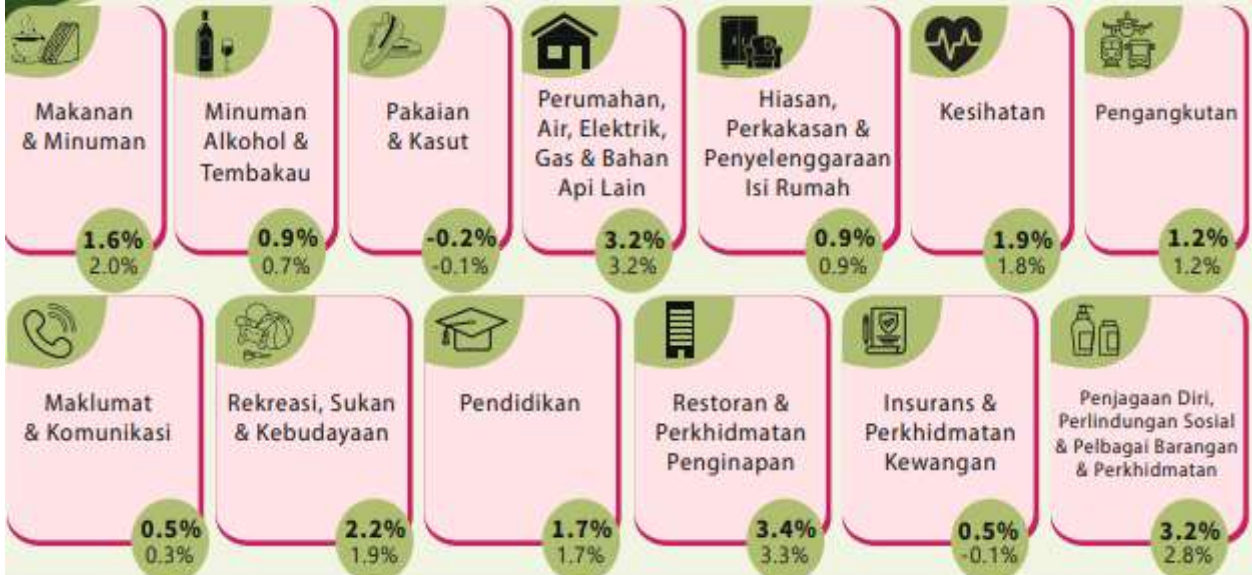 Makanan
& Minuman
1.6%
2.0%
Minuman
Alkohol &
Tembakau
0.9%
0.7%
Pakaian
& Kasut
-0.2%
-0.1%
Perumahan,
Air, Elektrik,
Gas & Bahan
Api Lain
3.2%
3.2%
Hiasan,
Perkakasan &
Penyelenggaraan
Isi Rumah
0.9%
0.9%
Kesihatan
1.9%
1.8%
Pengangkutan
1.2%
1.2%
Maklumat
& Komunikasi
0.5%
0.3%
Rekreasi, Sukan
& Kebudayaan
2.2%
1.9%
Pendidikan
1.7%
1.7%
Restoran &
Perkhidmatan
Penginapan
3.4%
3.3%
Insurans &
Perkhidmatan
Kewangan
0.5%
-0.1%
Penjagaan Diri,
Perlindungan Sosial
& Pelbagai Barangan
& Perkhidmatan
3.2%
2.8%